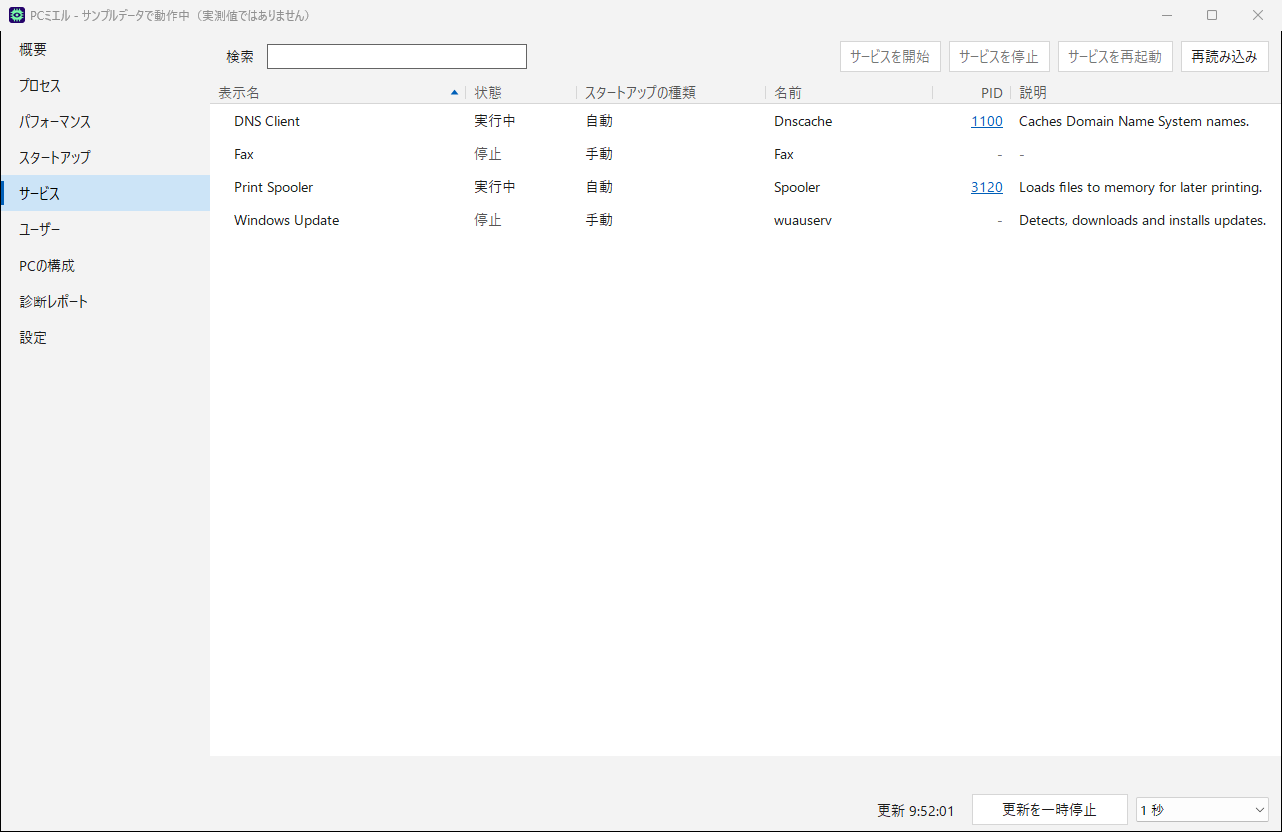 PCミエル - サンプルデータで動作中（実測値ではありません）
概要
プロセス
パフォーマンス
スタートアップ
サービス
ユーザー
PCの構成
診断レポート
設定
検索 サービスを開始 サービスを停止 サービスを再起動 再読み込み
表示名 状態 スタートアップの種類 名前 PID 説明
DNS Client 実行中 自動 Dnscache 1100 Caches Domain Name System names.
Fax 停止 手動 Fax - -
Print Spooler 実行中 自動 Spooler 3120 Loads files to memory for later printing.
Windows Update 停止 手動 wuauserv - Detects, downloads and installs updates.
更新 9:52:01 更新を一時停止 1 秒